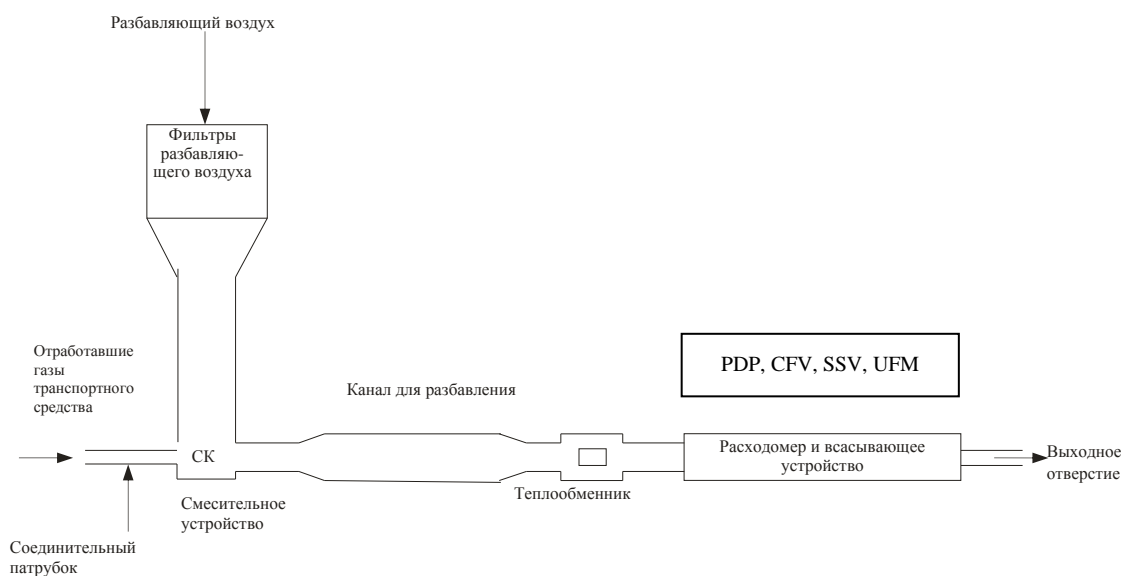 Разбавляющий воздух
Фильтры
разбавляю-
щего воздуха
PDP, CFV, SSV, UFM
Отработавшие
газы
транспортного
средства
Канал для разбавления
СК
Расходомер и всасывающее
устройство
Выходное
отверстие
Теплообменник
Смесительное
устройство
Соединительный
патрубок